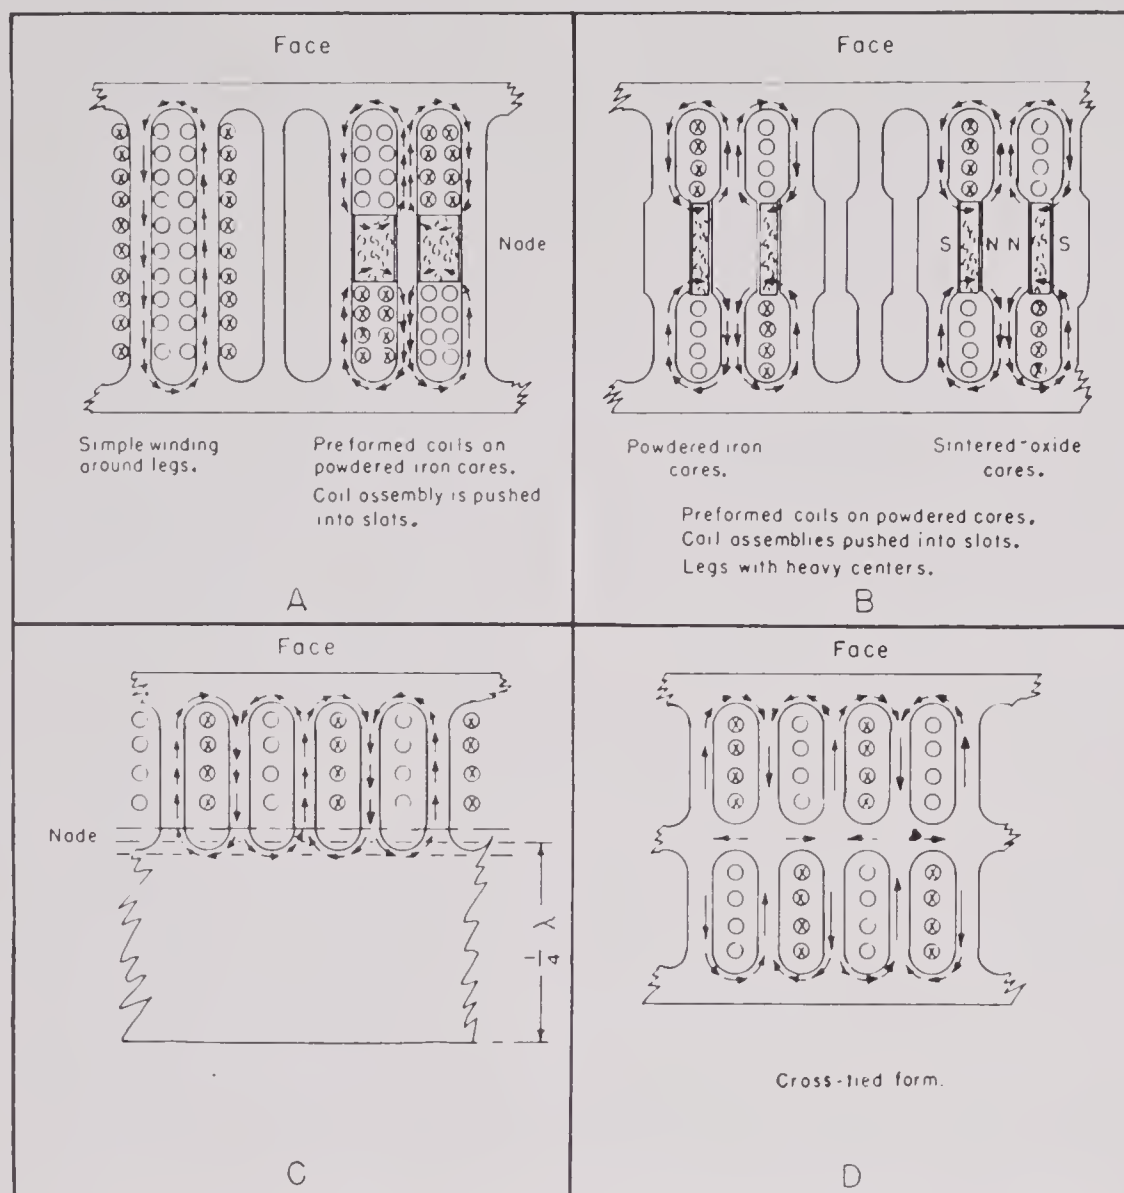 Face
Node
Simple winding
around legs.
Preformed coils on
powdered iron cores.
Coil assembly is pushed
into slots.
A
Face
S N N S
Powdered iron
cores.
Sintered-oxide
cores.
Preformed coils on powdered cores.
Coil assemblies pushed into slots.
Legs with heavy centers.
B
Face
Node
1/4 λ
C
Face
Cross-tied form.
D